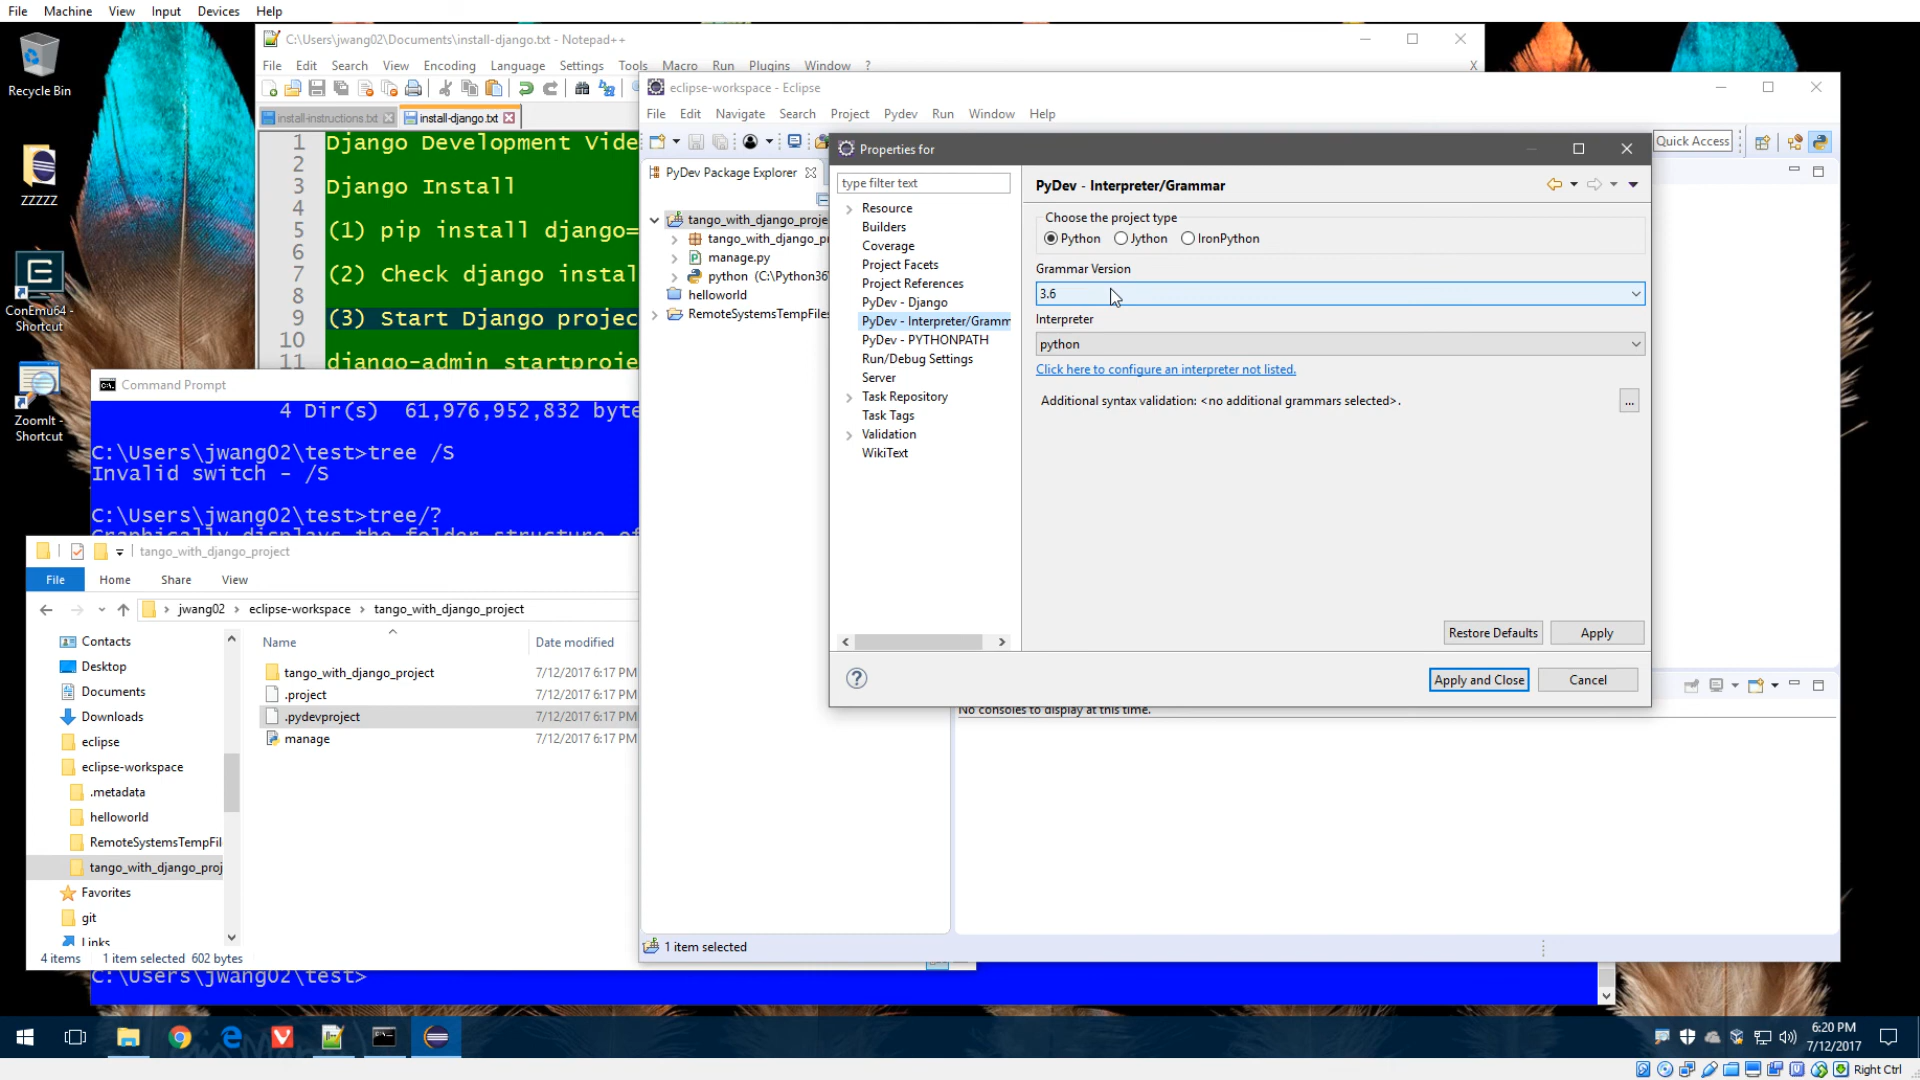 File Machine View Input Devices Help
Recycle Bin
ZZZZZ
ConEmu64 -
Shortcut
ZoomIt -
Shortcut
C:\Users\jwang02\Documents\install-django.txt - Notepad++
File Edit Search View Encoding Language Settings Tools Macro Run Plugins Window ? X
install-instructions.txt install-django.txt
1 Django Development Vide
2
3 Django Install
4
5 (1) pip install django=
6
7 (2) Check django instal
8
9 (3) Start Django projec
10
11 django-admin startproje
Command Prompt
4 Dir(s) 61,976,952,832 byte
C:\Users\jwang02\test>tree /S
Invalid switch - /S
C:\Users\jwang02\test>tree/?
Graphically displays the folder structure of
C:\Users\jwang02\test>
tango_with_django_project
File Home Share View
jwang02 > eclipse-workspace > tango_with_django_project
Contacts
Desktop
Documents
Downloads
eclipse
eclipse-workspace
.metadata
helloworld
RemoteSystemsTempFil
tango_with_django_proj
Favorites
git
Links
Name Date modified
tango_with_django_project 7/12/2017 6:17 PM
.project 7/12/2017 6:17 PM
.pydevproject 7/12/2017 6:17 PM
manage 7/12/2017 6:17 PM
4 items 1 item selected 602 bytes
eclipse-workspace - Eclipse
File Edit Navigate Search Project Pydev Run Window Help
Quick Access
PyDev Package Explorer
tango_with_django_proje
tango_with_django_p
manage.py
python (C:\Python36
helloworld
RemoteSystemsTempFiles
No consoles to display at this time.
1 item selected
Properties for
type filter text
Resource
Builders
Coverage
Project Facets
Project References
PyDev - Django
PyDev - Interpreter/Gramm
PyDev - PYTHONPATH
Run/Debug Settings
Server
Task Repository
Task Tags
Validation
WikiText
PyDev - Interpreter/Grammar
Choose the project type
Python Jython IronPython
Grammar Version
3.6
Interpreter
python
Click here to configure an interpreter not listed.
Additional syntax validation: <no additional grammars selected>.
...
Restore Defaults Apply
Apply and Close Cancel
6:20 PM
7/12/2017
Right Ctrl